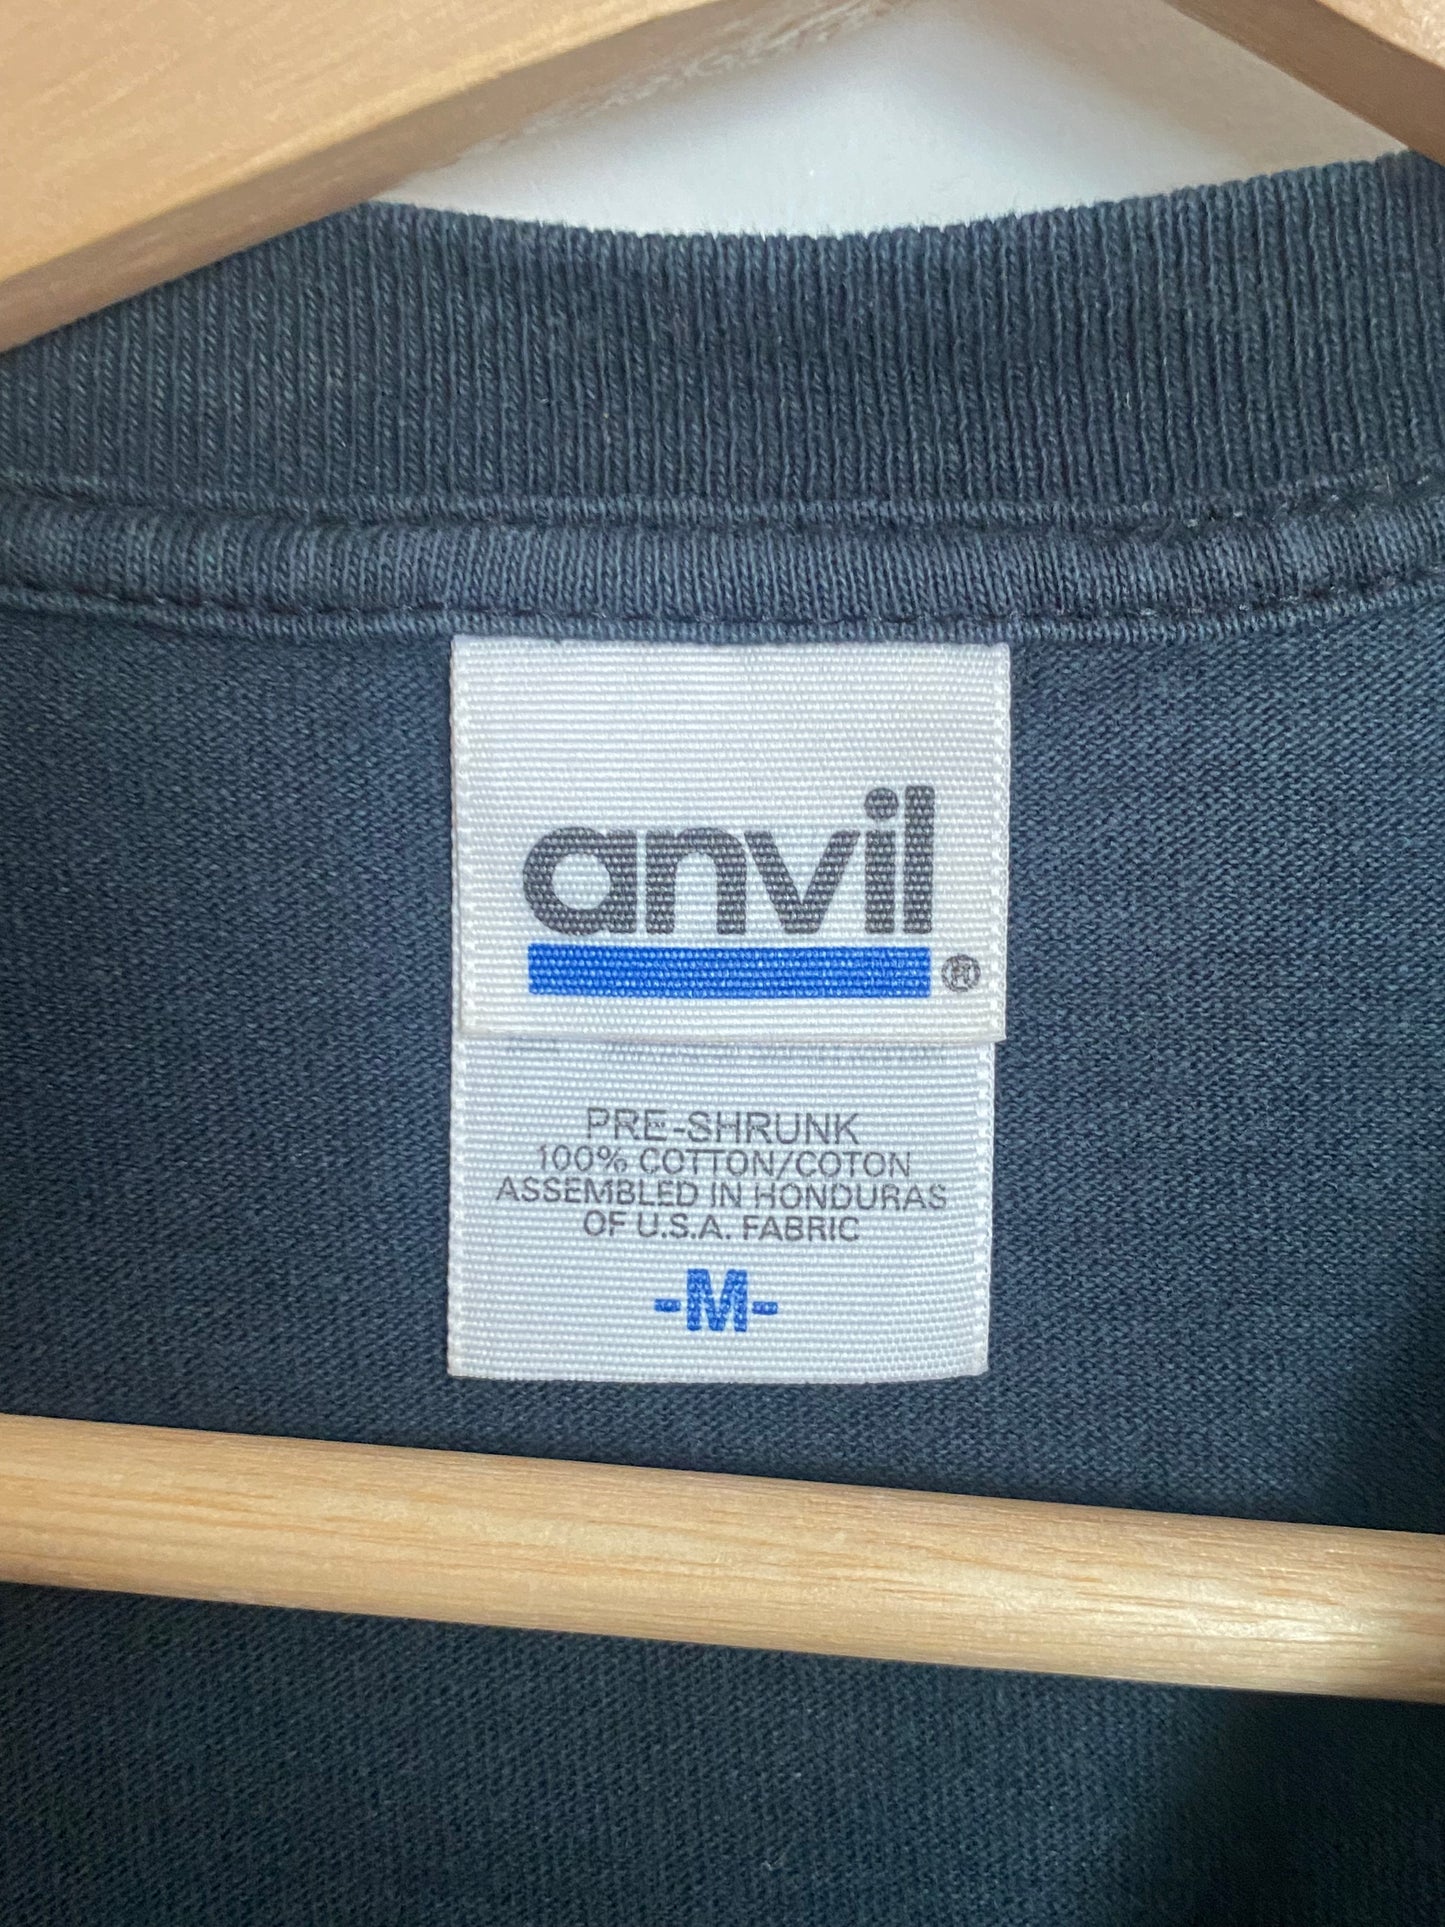 anvil
®
PRE-SHRUNK
100% COTTON/COTON
ASSEMBLED IN HONDURAS
OF U.S.A. FABRIC
-M-